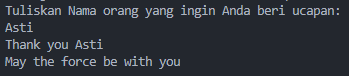 Tuliskan Nama orang yang ingin Anda beri ucapan:
Asti
Thank you Asti
May the force be with you